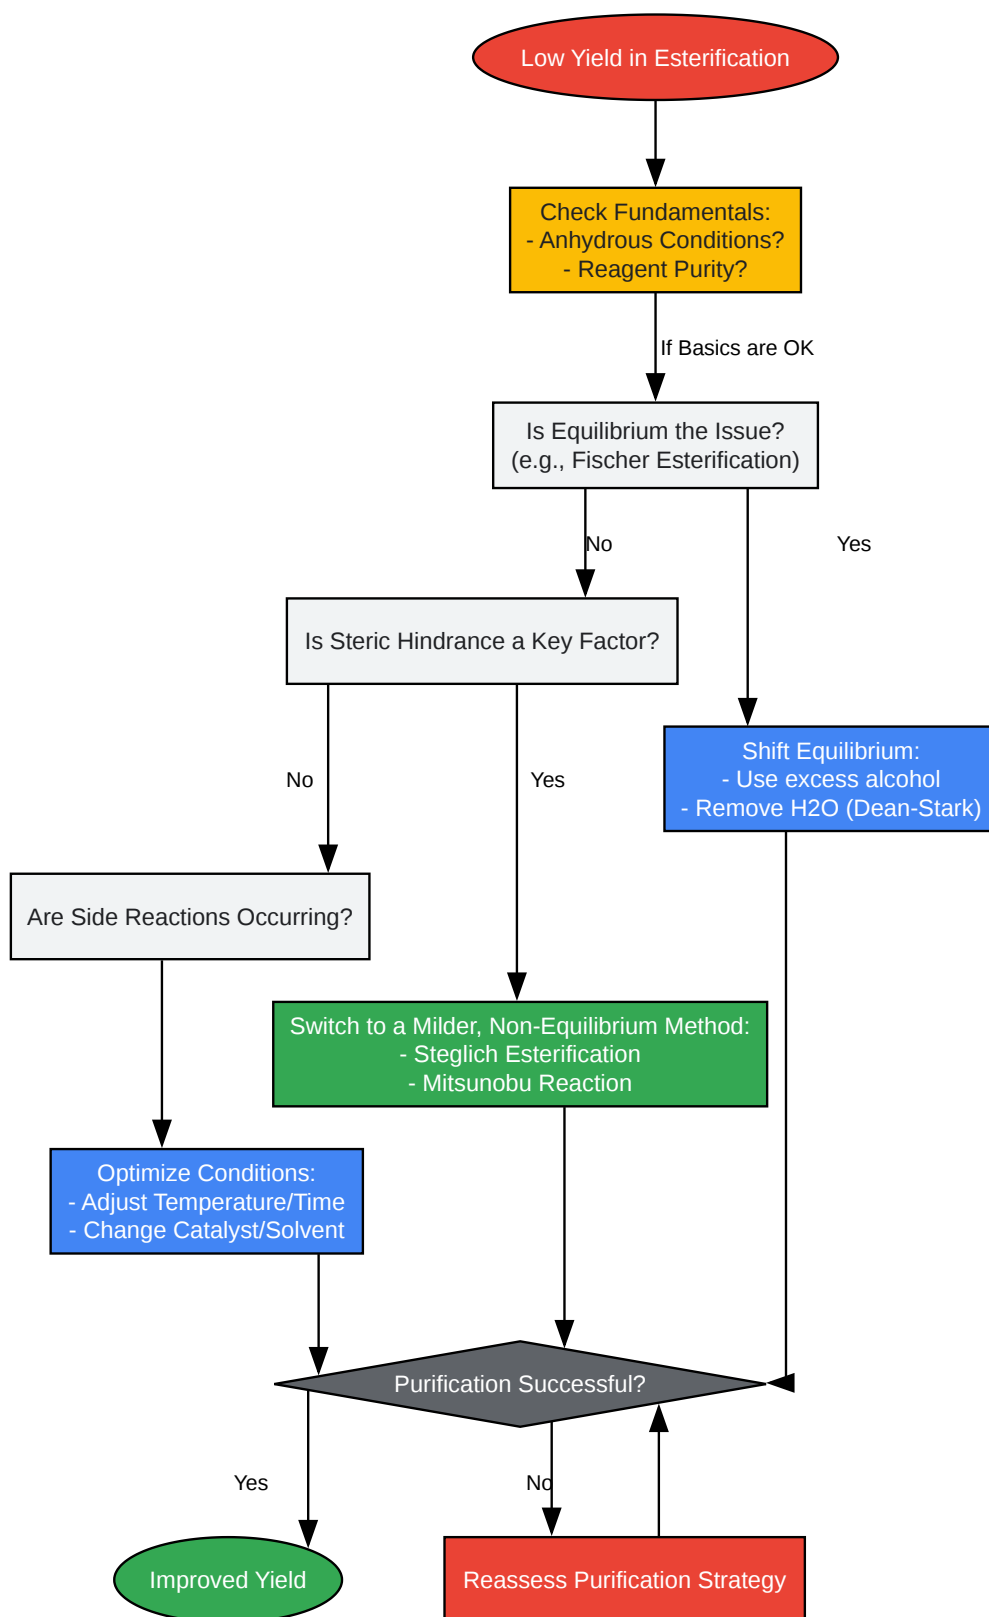 Low Yield in Esterification
Check Fundamentals:
- Anhydrous Conditions?
- Reagent Purity?
If Basics are OK
Is Equilibrium the Issue?
(e.g., Fischer Esterification)
No
Yes
Is Steric Hindrance a Key Factor?
Shift Equilibrium:
- Use excess alcohol
- Remove H2O (Dean-Stark)
No
Yes
Are Side Reactions Occurring?
Switch to a Milder, Non-Equilibrium Method:
- Steglich Esterification
- Mitsunobu Reaction
Optimize Conditions:
- Adjust Temperature/Time
- Change Catalyst/Solvent
Purification Successful?
Yes
No
Improved Yield
Reassess Purification Strategy